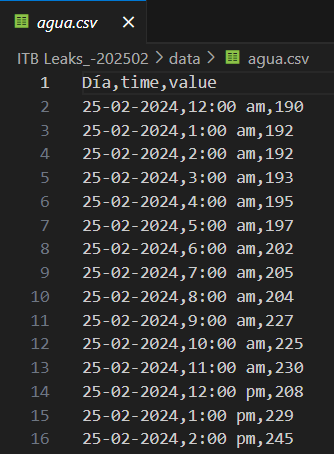 agua.csv
ITB Leaks_-202502 > data > agua.csv
1 Día,time,value
2 25-02-2024,12:00 am,190
3 25-02-2024,1:00 am,192
4 25-02-2024,2:00 am,192
5 25-02-2024,3:00 am,193
6 25-02-2024,4:00 am,195
7 25-02-2024,5:00 am,197
8 25-02-2024,6:00 am,202
9 25-02-2024,7:00 am,205
10 25-02-2024,8:00 am,204
11 25-02-2024,9:00 am,227
12 25-02-2024,10:00 am,225
13 25-02-2024,11:00 am,230
14 25-02-2024,12:00 pm,208
15 25-02-2024,1:00 pm,229
16 25-02-2024,2:00 pm,245